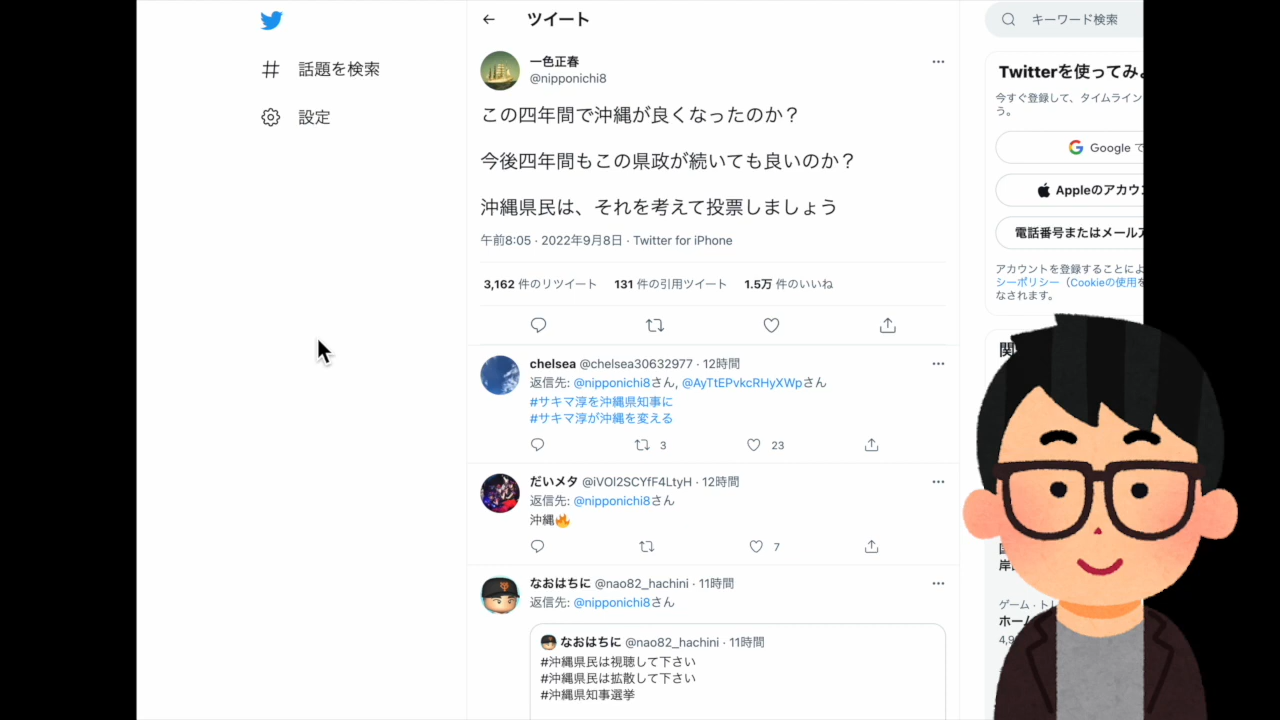 話題を検索
設定
ツイート
一色正春
@nipponichi8
この四年間で沖縄が良くなったのか？
今後四年間もこの県政が続いても良いのか？
沖縄県民は、それを考えて投票しましょう
午前8:05 · 2022年9月8日 · Twitter for iPhone
3,162 件のリツイート 131 件の引用ツイート 1.5万 件のいいね
chelsea @chelsea30632977 · 12時間
返信先: @nipponichi8さん, @AyTtEPvkcRHyXWpさん
#サキマ淳を沖縄県知事に
#サキマ淳が沖縄を変える
3 23
だいメタ @iVOl2SCYfF4LtyH · 12時間
返信先: @nipponichi8さん
沖縄🔥
7
なおはちに @nao82_hachini · 11時間
返信先: @nipponichi8さん
なおはちに @nao82_hachini · 11時間
#沖縄県民は視聴して下さい
#沖縄県民は拡散して下さい
#沖縄県知事選挙
キーワード検索
Twitterを使ってみ
今すぐ登録して、タイムライン
う。
Google で
Appleのアカウ
電話番号またはメール
アカウントを登録することによ
シーポリシー（Cookieの使用を
なされます。
関
岸
ゲーム · トレ
ホーム